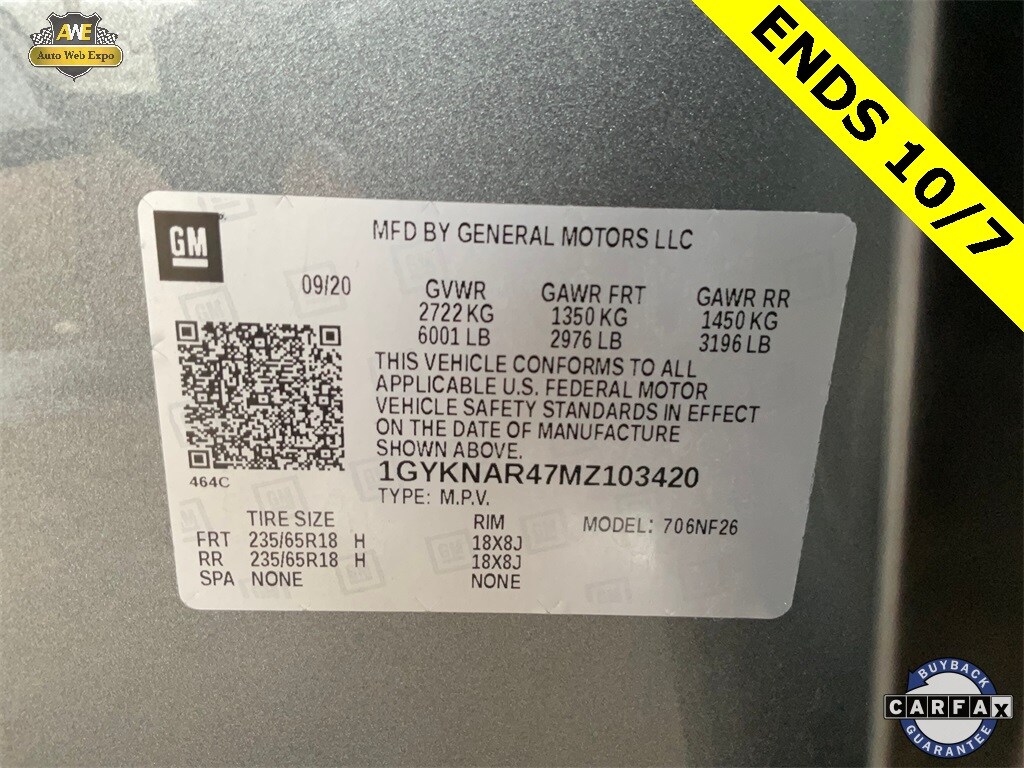 AWE
Auto Web Expo
ENDS 10/7
GM
MFD BY GENERAL MOTORS LLC
09/20
GVWR GAWR FRT GAWR RR
2722 KG 1350 KG 1450 KG
6001 LB 2976 LB 3196 LB
THIS VEHICLE CONFORMS TO ALL
APPLICABLE U.S. FEDERAL MOTOR
VEHICLE SAFETY STANDARDS IN EFFECT
ON THE DATE OF MANUFACTURE
SHOWN ABOVE.
464C
1GYKNAR47MZ103420
TYPE: M.P.V.
TIRE SIZE RIM MODEL: 706NF26
FRT 235/65R18 H 18X8J
RR 235/65R18 H 18X8J
SPA NONE NONE
BUYBACK
CARFAX
GUARANTEE